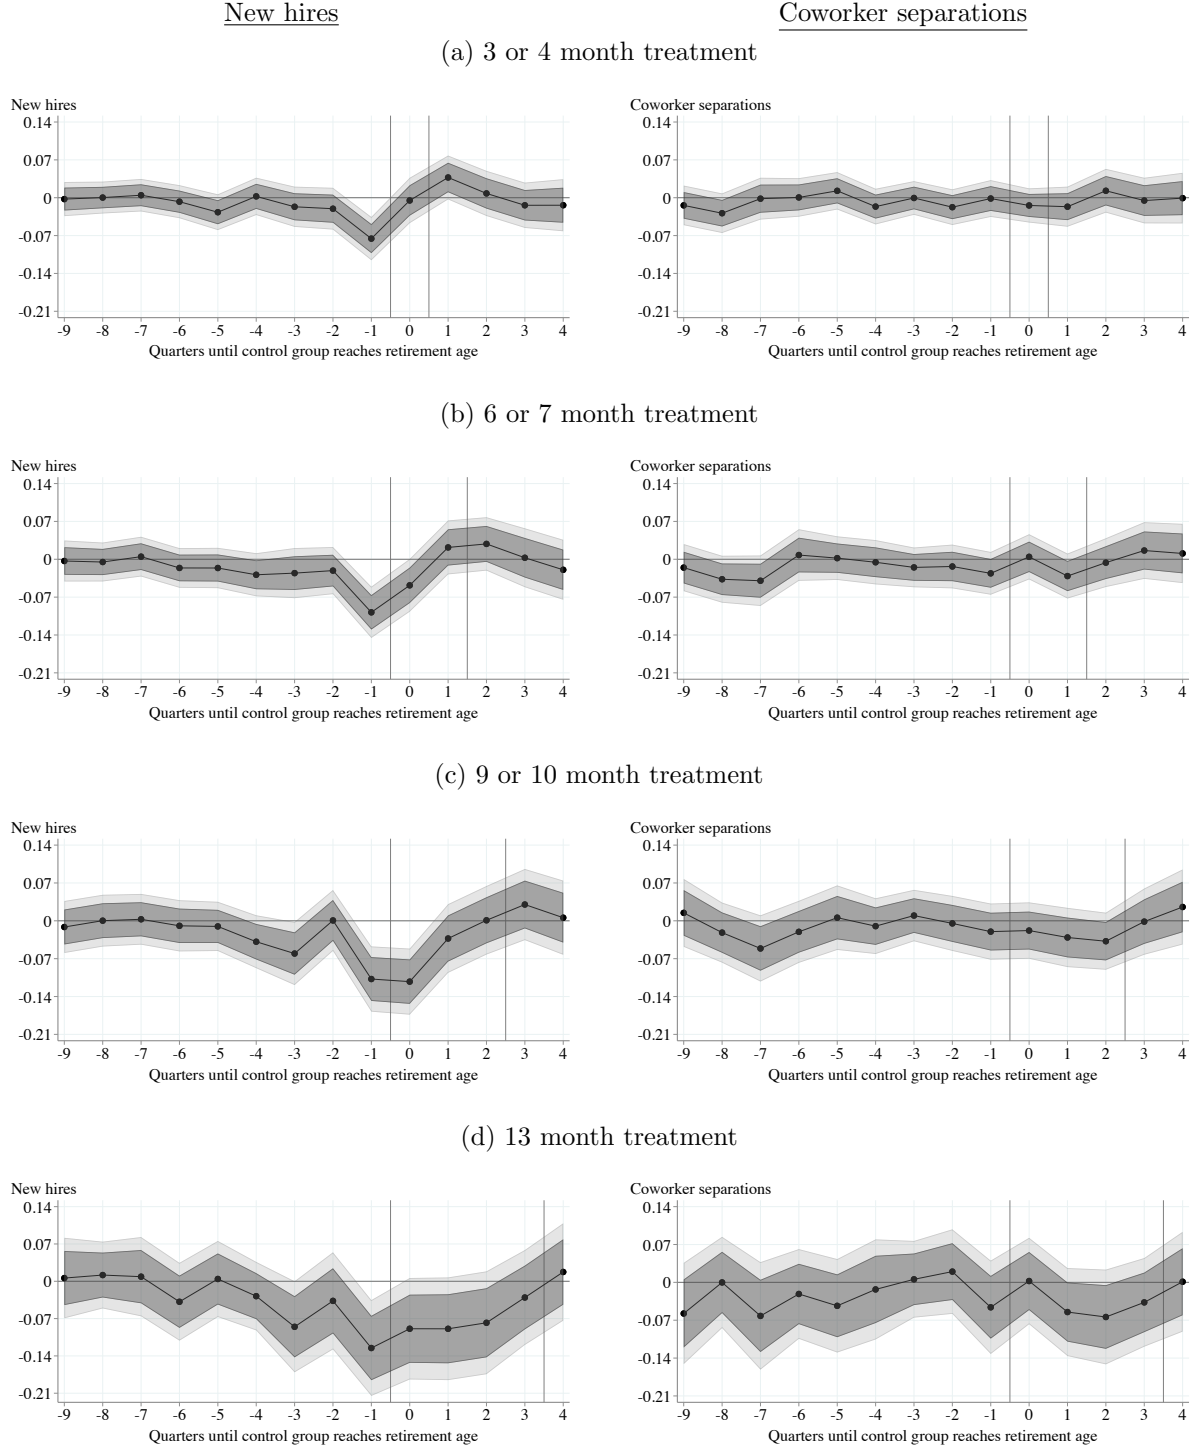 New hires
Coworker separations
(a) 3 or 4 month treatment
New hires
0.14
0.07
0
-0.07
-0.14
-0.21
-9 -8 -7 -6 -5 -4 -3 -2 -1 0 1 2 3 4
Quarters until control group reaches retirement age
Coworker separations
0.14
0.07
0
-0.07
-0.14
-0.21
-9 -8 -7 -6 -5 -4 -3 -2 -1 0 1 2 3 4
Quarters until control group reaches retirement age
(b) 6 or 7 month treatment
New hires
0.14
0.07
0
-0.07
-0.14
-0.21
-9 -8 -7 -6 -5 -4 -3 -2 -1 0 1 2 3 4
Quarters until control group reaches retirement age
Coworker separations
0.14
0.07
0
-0.07
-0.14
-0.21
-9 -8 -7 -6 -5 -4 -3 -2 -1 0 1 2 3 4
Quarters until control group reaches retirement age
(c) 9 or 10 month treatment
New hires
0.14
0.07
0
-0.07
-0.14
-0.21
-9 -8 -7 -6 -5 -4 -3 -2 -1 0 1 2 3 4
Quarters until control group reaches retirement age
Coworker separations
0.14
0.07
0
-0.07
-0.14
-0.21
-9 -8 -7 -6 -5 -4 -3 -2 -1 0 1 2 3 4
Quarters until control group reaches retirement age
(d) 13 month treatment
New hires
0.14
0.07
0
-0.07
-0.14
-0.21
-9 -8 -7 -6 -5 -4 -3 -2 -1 0 1 2 3 4
Quarters until control group reaches retirement age
Coworker separations
0.14
0.07
0
-0.07
-0.14
-0.21
-9 -8 -7 -6 -5 -4 -3 -2 -1 0 1 2 3 4
Quarters until control group reaches retirement age